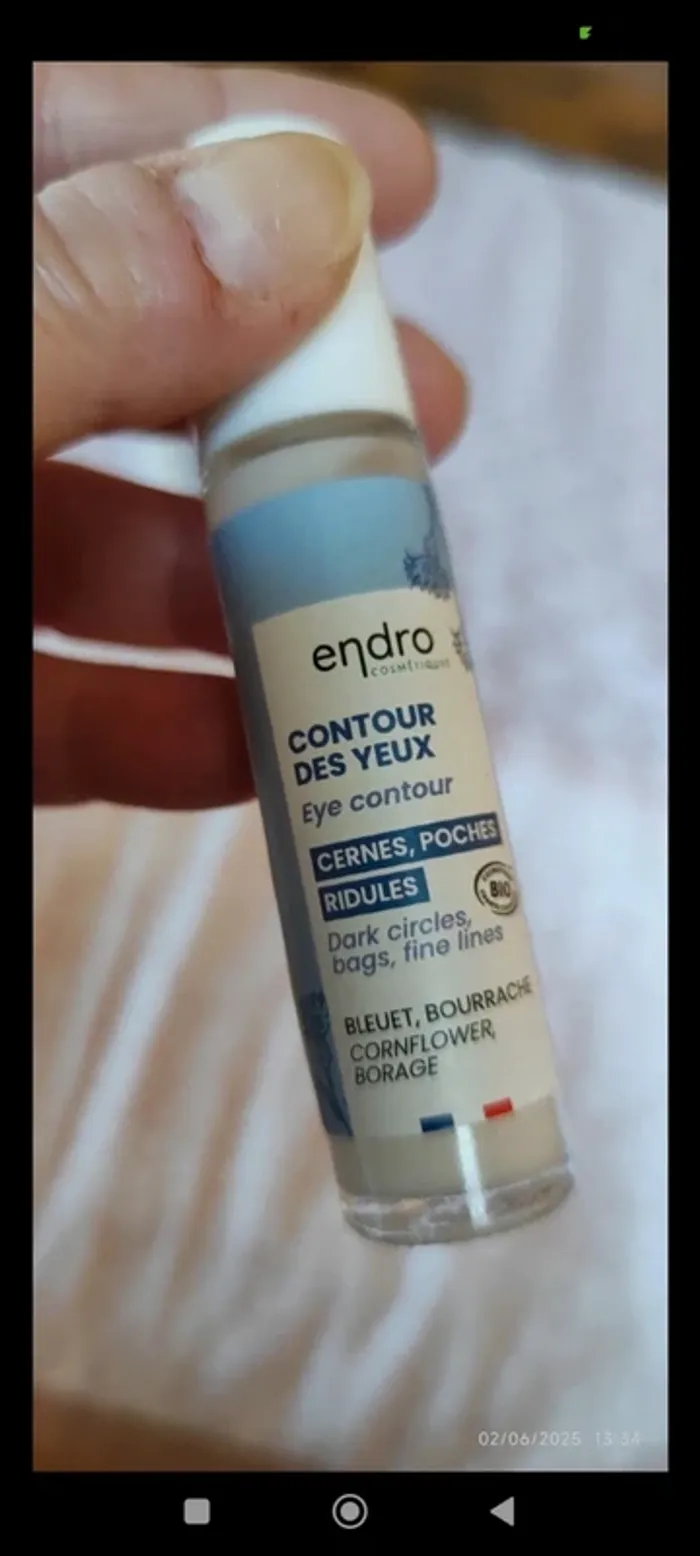 endro
COSMÉTIQUES
CONTOUR
DES YEUX
Eye contour
CERNES, POCHES
RIDULES
BIO
Dark circles,
bags, fine lines
BLEUET, BOURRACHE
CORNFLOWER,
BORAGE
02/06/2025 13:34